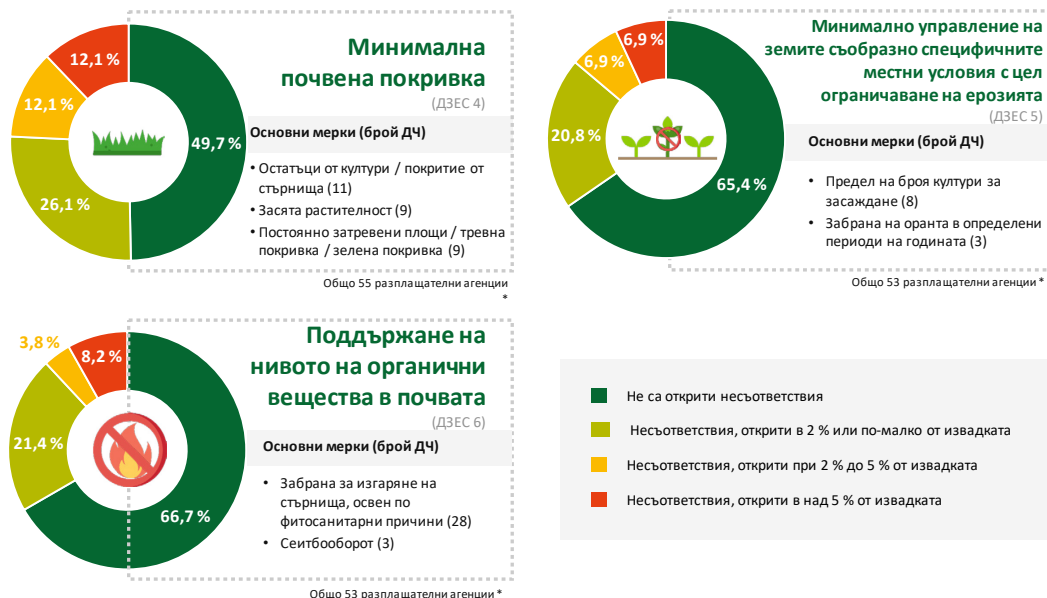 12,1 %
12,1 %
26,1 %
49,7 %
Минимална
почвена покривка
(ДЗЕС 4)
Основни мерки (брой ДЧ)
• Остатъци от култури / покритие от
стърнища (11)
• Засята растителност (9)
• Постоянно затревени площи / тревна
покривка / зелена покривка (9)
Общо 55 разплащателни агенции
*
6,9 %
6,9 %
20,8 %
65,4 %
Минимално управление на
земите съобразно специфичните
местни условия с цел
ограничаване на ерозията
(ДЗЕС 5)
Основни мерки (брой ДЧ)
• Предел на броя култури за
засаждане (8)
• Забрана на оранта в определени
периоди на годината (3)
Общо 53 разплащателни агенции *
3,8 %
8,2 %
21,4 %
66,7 %
Поддържане на
нивото на органични
вещества в почвата
(ДЗЕС 6)
Основни мерки (брой ДЧ)
• Забрана за изгаряне на
стърнища, освен по
фитосанитарни причини (28)
• Сеитбооборот (3)
Общо 53 разплащателни агенции *
Не са открити несъответствия
Несъответствия, открити в 2 % или по-малко от извадката
Несъответствия, открити при 2 % до 5 % от извадката
Несъответствия, открити в над 5 % от извадката